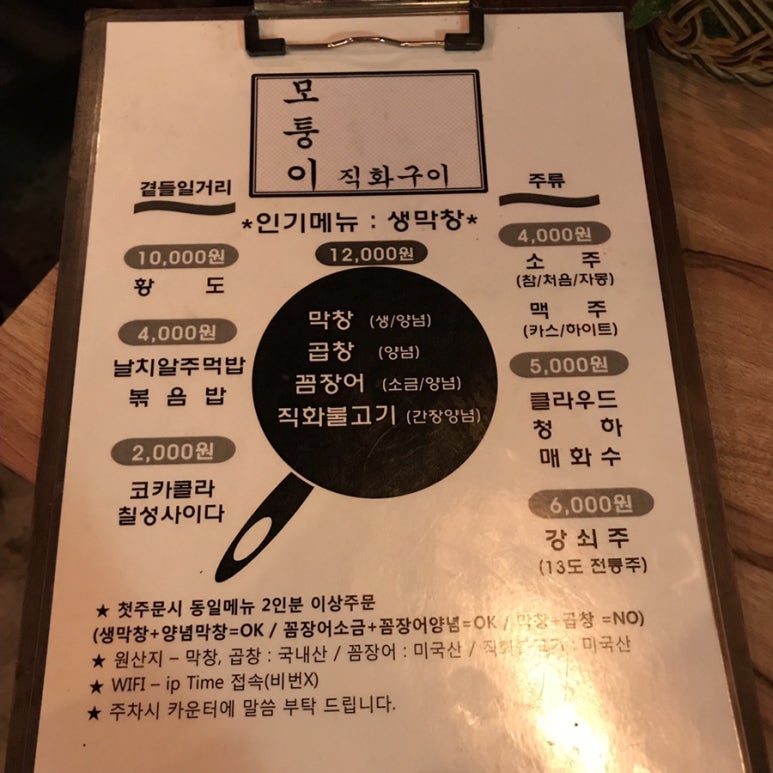 모퉁이 직화구이
곁들일거리
주류
*인기메뉴 : 생막창*
10,000원
황 도
4,000원
날치알주먹밥
볶음밥
2,000원
코카콜라
칠성사이다
12,000원
막창 (생/양념)
곱창 (양념)
꼼장어 (소금/양념)
직화불고기 (간장양념)
4,000원
소 주
(참/처음/자몽)
맥 주
(카스/하이트)
5,000원
클라우드
청 하
매 화 수
6,000원
강 쇠 주
(13도 전통주)
★ 첫주문시 동일메뉴 2인분 이상주문
(생막창+양념막창=OK / 꼼장어소금+꼼장어양념=OK / 막창+곱창 =NO)
★ 원산지 – 막창, 곱창 : 국내산 / 꼼장어 : 미국산 / 직화불고기 : 미국산
★ WIFI – ip Time 접속(비번X)
★ 주차시 카운터에 말씀 부탁 드립니다.